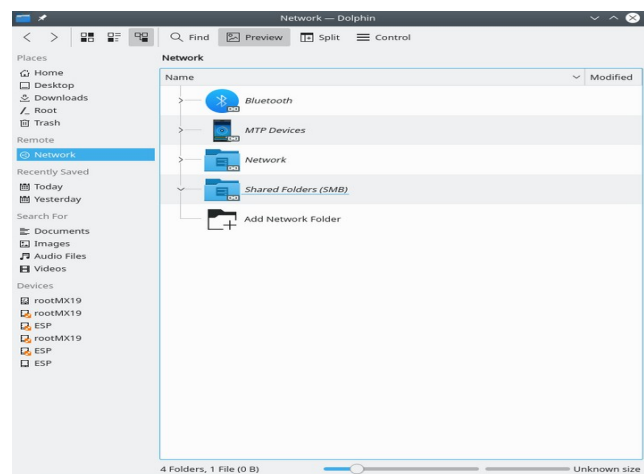 Network — Dolphin
Find Preview Split Control
Places
Home
Desktop
Downloads
Root
Trash
Remote
Network
Recently Saved
Today
Yesterday
Search For
Documents
Images
Audio Files
Videos
Devices
rootMX19
rootMX19
ESP
rootMX19
ESP
ESP
Network
Name Modified
Bluetooth
MTP Devices
Network
Shared Folders (SMB)
Add Network Folder
4 Folders, 1 File (0 B) Unknown size